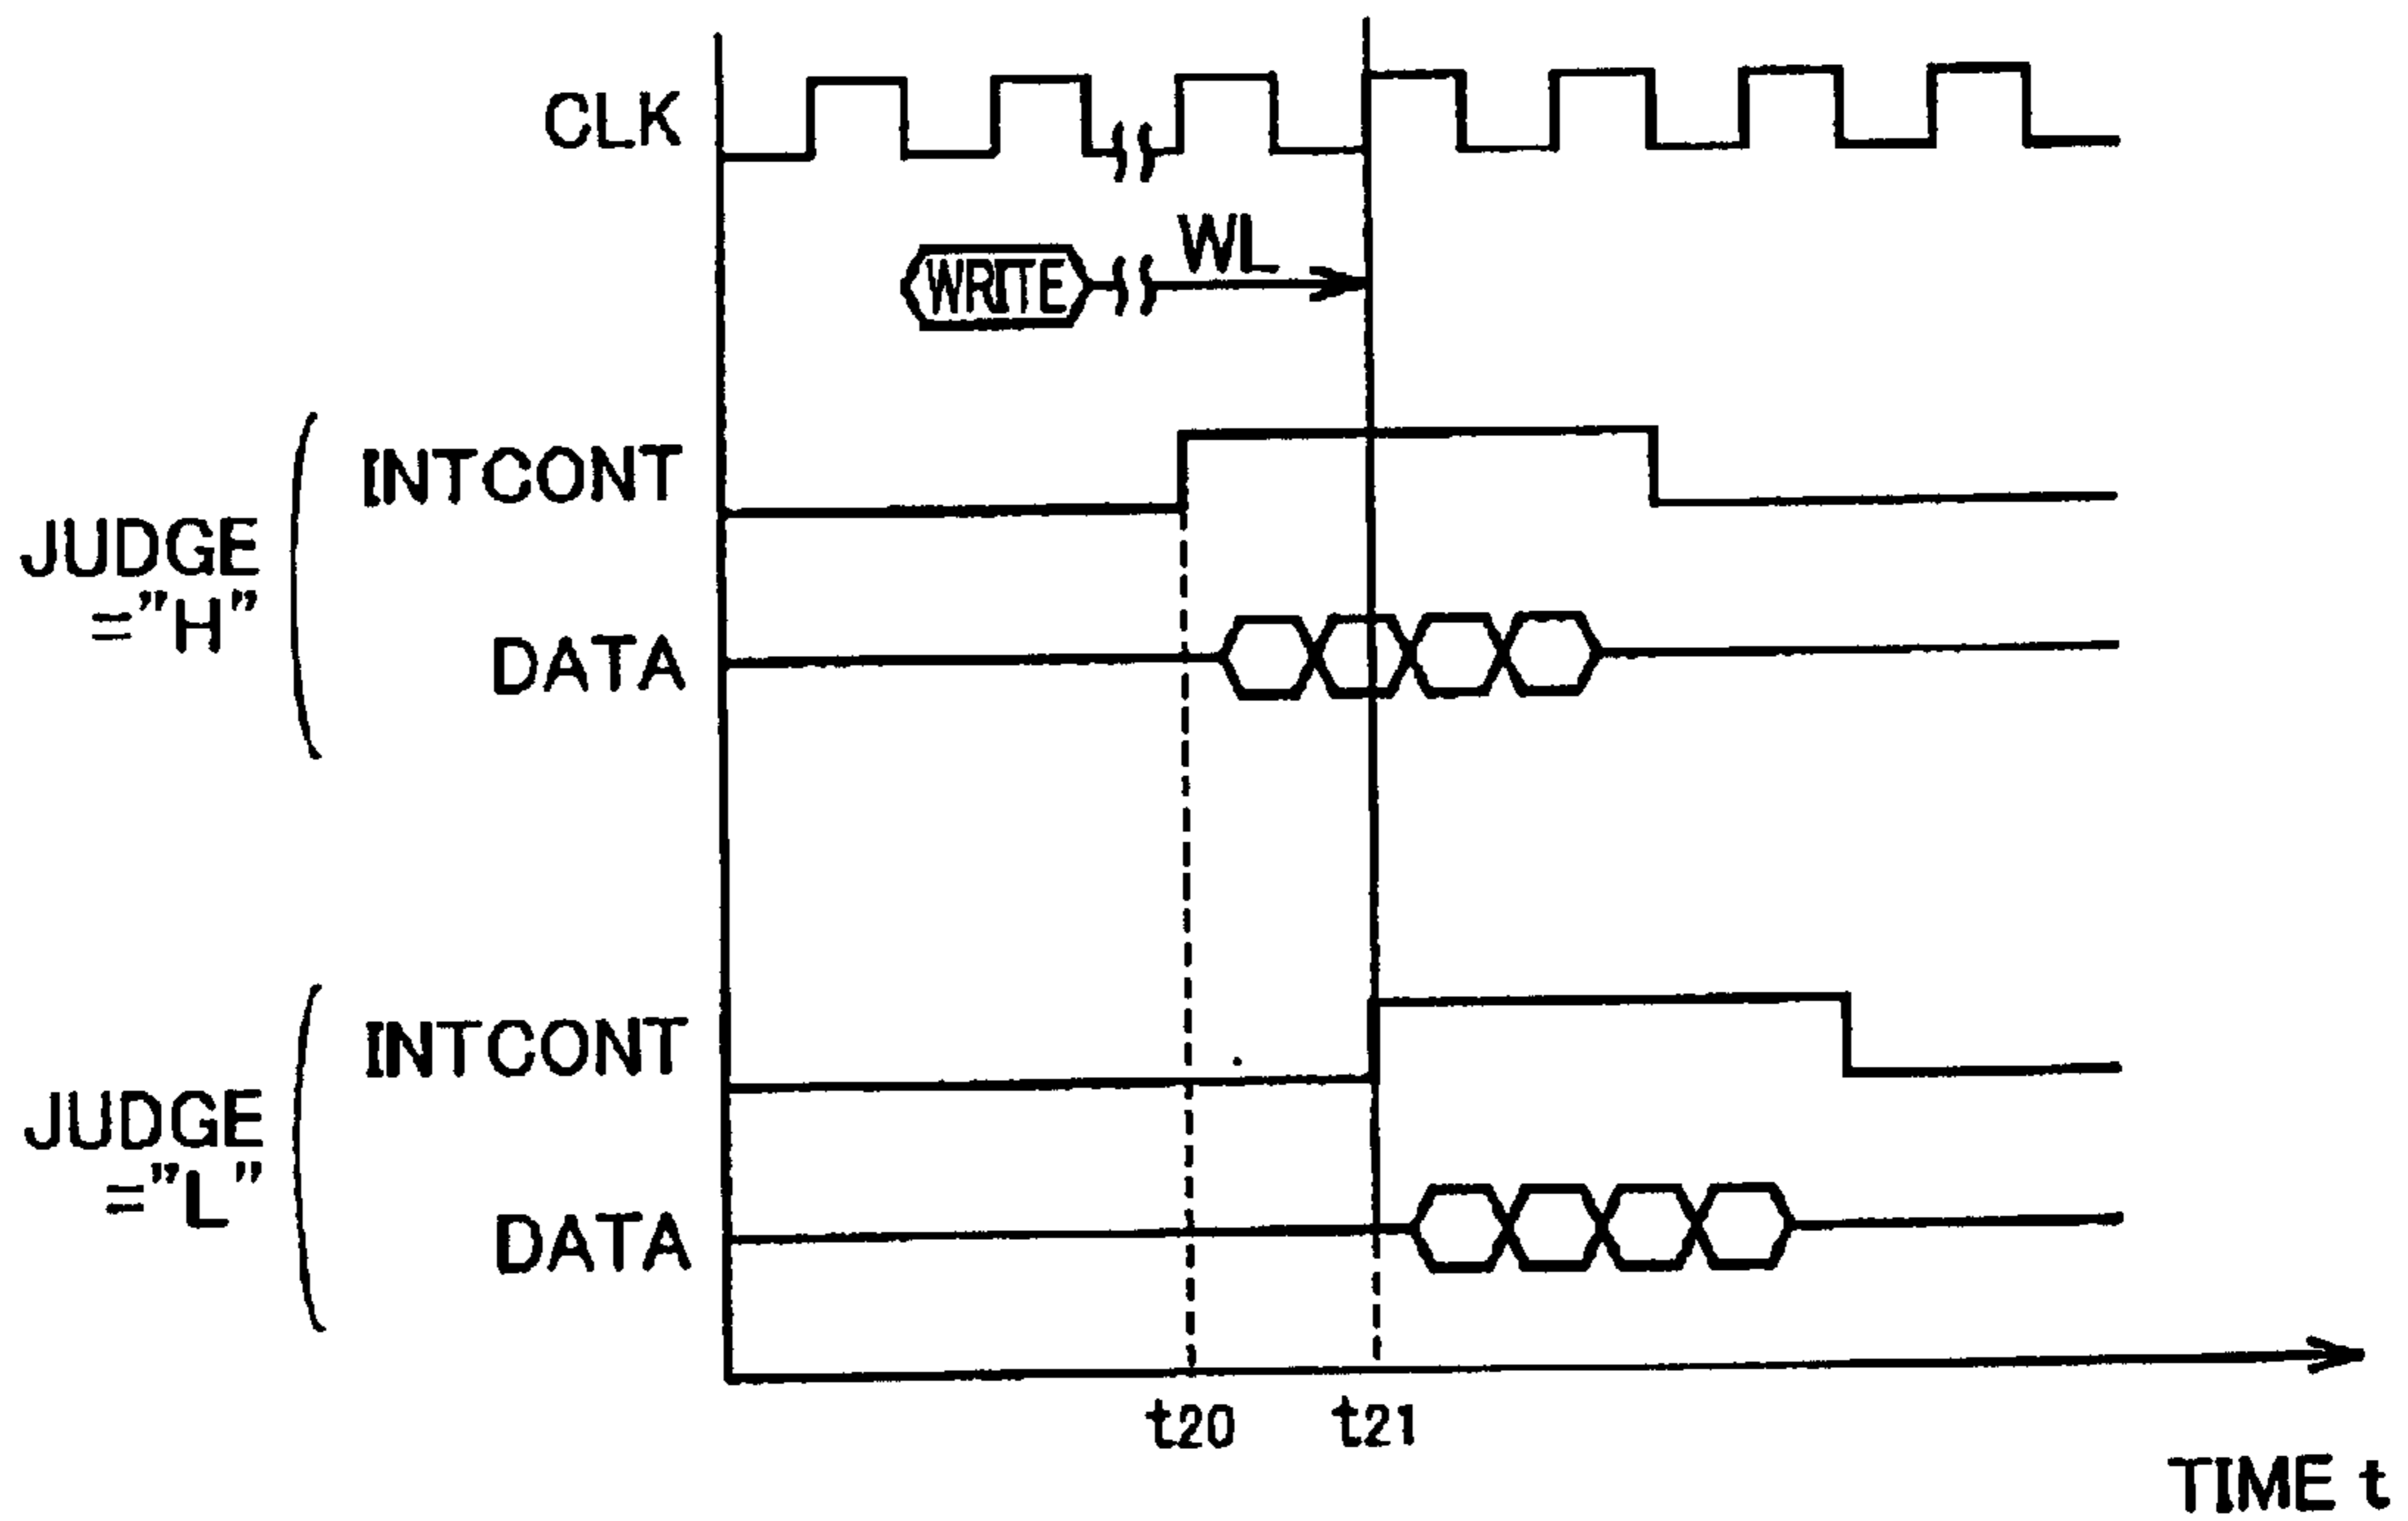 CLK
WL
WRITE
INTCONT
JUDGE
="H"
DATA
INTCONT
JUDGE
="L"
DATA
t20 t21
TIME t